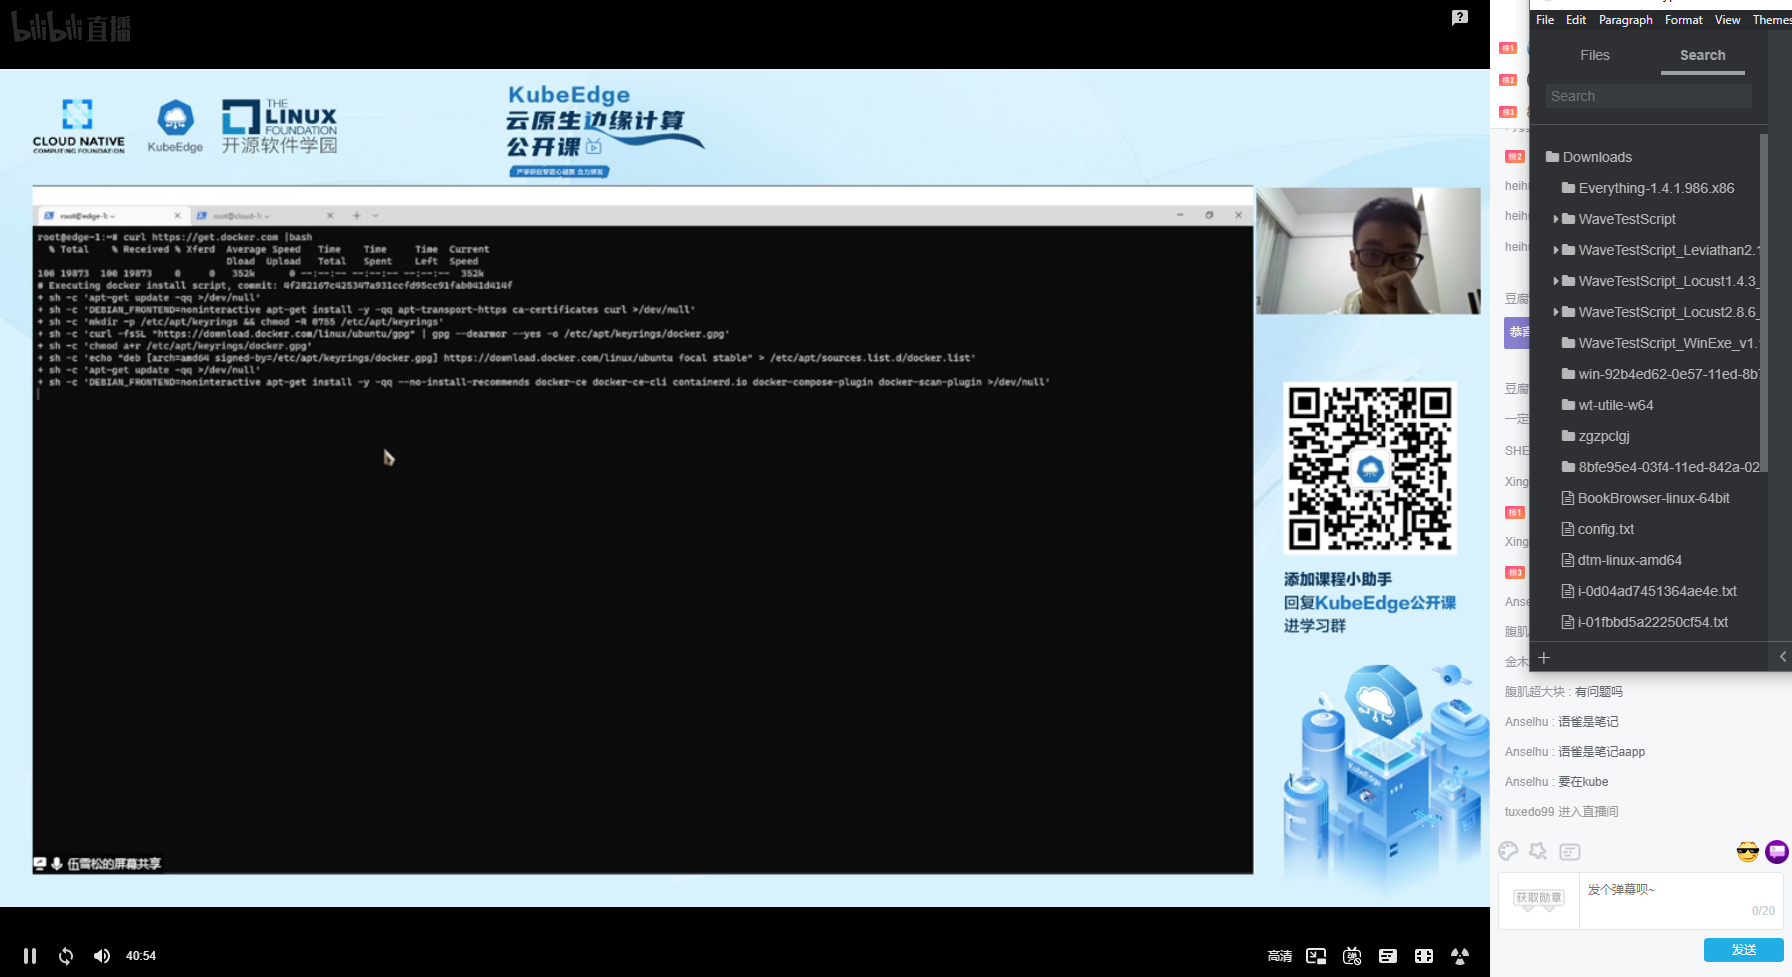 bilibili 直播
CLOUD NATIVE
COMPUTING FOUNDATION
KubeEdge
THE
LINUX
FOUNDATION
开源软件学园
KubeEdge
云原生边缘计算
公开课
root@edge-1: ~
root@cloud-1: ~
root@edge-1:~# curl https://get.docker.com |bash
% Total % Received % Xferd Average Speed Time Time Time Current
Dload Upload Total Spent Left Speed
100 19873 100 19873 0 0 352k 0 --:--:-- --:--:-- --:--:-- 352k
# Executing docker install script, commit: 4f282167c425347a931ccfd95cc91fab041d414f
+ sh -c 'apt-get update -qq >/dev/null'
+ sh -c 'DEBIAN_FRONTEND=noninteractive apt-get install -y -qq apt-transport-https ca-certificates curl >/dev/null'
+ sh -c 'mkdir -p /etc/apt/keyrings && chmod -R 0755 /etc/apt/keyrings'
+ sh -c 'curl -fsSL "https://download.docker.com/linux/ubuntu/gpg" | gpg --dearmor --yes -o /etc/apt/keyrings/docker.gpg'
+ sh -c 'chmod a+r /etc/apt/keyrings/docker.gpg'
+ sh -c 'echo "deb [arch=amd64 signed-by=/etc/apt/keyrings/docker.gpg] https://download.docker.com/linux/ubuntu focal stable" > /etc/apt/sources.list.d/docker.list'
+ sh -c 'apt-get update -qq >/dev/null'
+ sh -c 'DEBIAN_FRONTEND=noninteractive apt-get install -y -qq --no-install-recommends docker-ce docker-ce-cli containerd.io docker-compose-plugin docker-scan-plugin >/dev/null'
伍雪松的屏幕共享
添加课程小助手
回复KubeEdge公开课
进学习群
KubeEdge
40:54
高清
File Edit Paragraph Format View Themes
Files Search
Search
Downloads
Everything-1.4.1.986.x86
WaveTestScript
WaveTestScript_Leviathan2.
WaveTestScript_Locust1.4.3_
WaveTestScript_Locust2.8.6_
WaveTestScript_WinExe_v1.
win-92b4ed62-0e57-11ed-8b
wt-utile-w64
zgzpclgj
8bfe95e4-03f4-11ed-842a-02
BookBrowser-linux-64bit
config.txt
dtm-linux-amd64
i-0d04ad7451364ae4e.txt
i-01fbbd5a22250cf54.txt
榜1
榜2
榜3
榜2
heih
heih
heih
豆腐
恭喜
豆腐
一定
SHE
Xing
榜1
Xing
榜3
Anse
腹肌
金木
腹肌超大块 : 有问题吗
Anselhu : 语雀是笔记
Anselhu : 语雀是笔记aapp
Anselhu : 要在kube
tuxedo99 进入直播间
获取勋章
发个弹幕呗~
0/20
发送